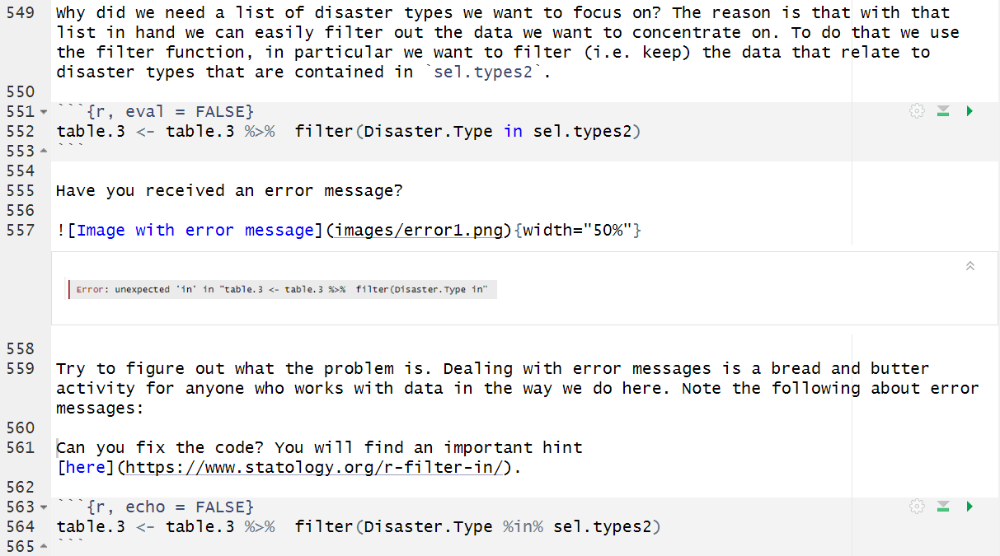 549 Why did we need a list of disaster types we want to focus on? The reason is that with that
list in hand we can easily filter out the data we want to concentrate on. To do that we use
the filter function, in particular we want to filter (i.e. keep) the data that relate to
disaster types that are contained in `sel.types2`.
550
551 ```{r, eval = FALSE}
552 table.3 <- table.3 %>%  filter(Disaster.Type in sel.types2)
553 ```
554
555 Have you received an error message?
556
557 ![Image with error message](images/error1.png){width="50%"}
Error: unexpected 'in' in "table.3 <- table.3 %>%  filter(Disaster.Type in"
558
559 Try to figure out what the problem is. Dealing with error messages is a bread and butter
activity for anyone who works with data in the way we do here. Note the following about error
messages:
560
561 Can you fix the code? You will find an important hint
[here](https://www.statology.org/r-filter-in/).
562
563 ```{r, echo = FALSE}
564 table.3 <- table.3 %>%  filter(Disaster.Type %in% sel.types2)
565 ```